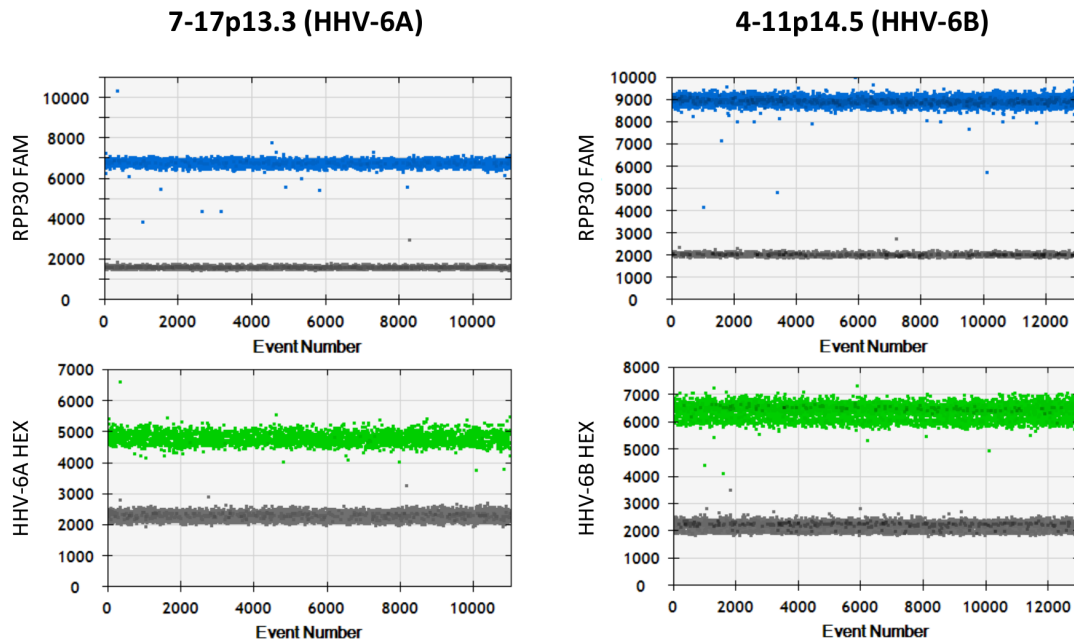 7-17p13.3 (HHV-6A)
4-11p14.5 (HHV-6B)
RPP30 FAM
10000
8000
6000
4000
2000
0
0 2000 4000 6000 8000 10000
Event Number
RPP30 FAM
10000
9000
8000
7000
6000
5000
4000
3000
2000
1000
0
0 2000 4000 6000 8000 10000 12000
Event Number
HHV-6A HEX
7000
6000
5000
4000
3000
2000
1000
0
0 2000 4000 6000 8000 10000
Event Number
HHV-6B HEX
8000
7000
6000
5000
4000
3000
2000
1000
0
0 2000 4000 6000 8000 10000 12000
Event Number